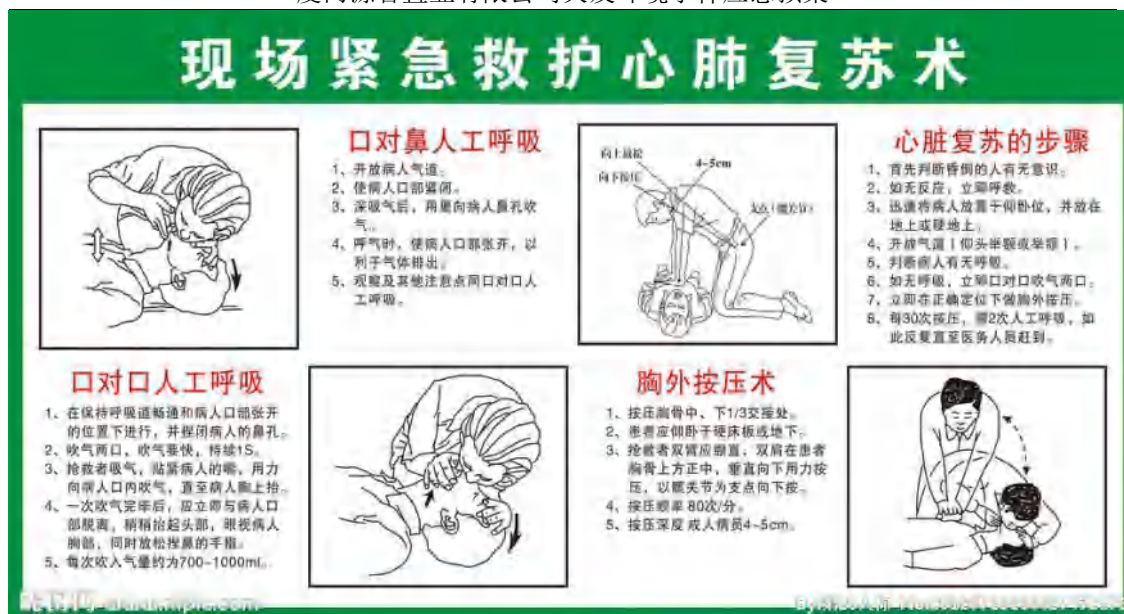 现场紧急救护心肺复苏术
口对鼻人工呼吸
1、开放病人气道。
2、使病人口部紧闭。
3、深吸气后，用唇向病人鼻孔吹
气。
4、呼气时，使病人口部张开，以
利于气体排出。
5、观察及其他注意点同口对口人
工呼吸。
向上放松
向下按压
4~5cm
支点（髋关节）
心脏复苏的步骤
1、首先判断昏倒的人有无意识。
2、如无反应，立即呼救。
3、迅速将病人放置于仰卧位，并放在
地上或硬地上。
4、开放气道（仰头举颏或举颌）。
5、判断病人有无呼吸。
6、如无呼吸，立即口对口吹气两口。
7、立即在正确定位下做胸外按压。
8、每30次按压，需2次人工呼吸，如
此反复直至医务人员赶到。
口对口人工呼吸
1、在保持呼吸道畅通和病人口部张开
的位置下进行，并捏闭病人的鼻孔。
2、吹气两口，吹气要快，持续1S。
3、抢救者吸气，贴紧病人的嘴，用力
向病人口内吹气，直至病人胸上抬。
4、一次吹气完毕后，应立即与病人口
部脱离，稍稍抬起头部，眼视病人
胸部，同时放松捏鼻的手指。
5、每次吹入气量约为700~1000ml。
胸外按压术
1、按压胸骨中、下1/3交接处。
2、患者应仰卧于硬床板或地下。
3、抢救者双臂应绷直，双肩在患者
胸骨上方正中，垂直向下用力按
压，以髋关节为支点向下按。
4、按压频率 80次/分。
5、按压深度 成人病员4~5cm。